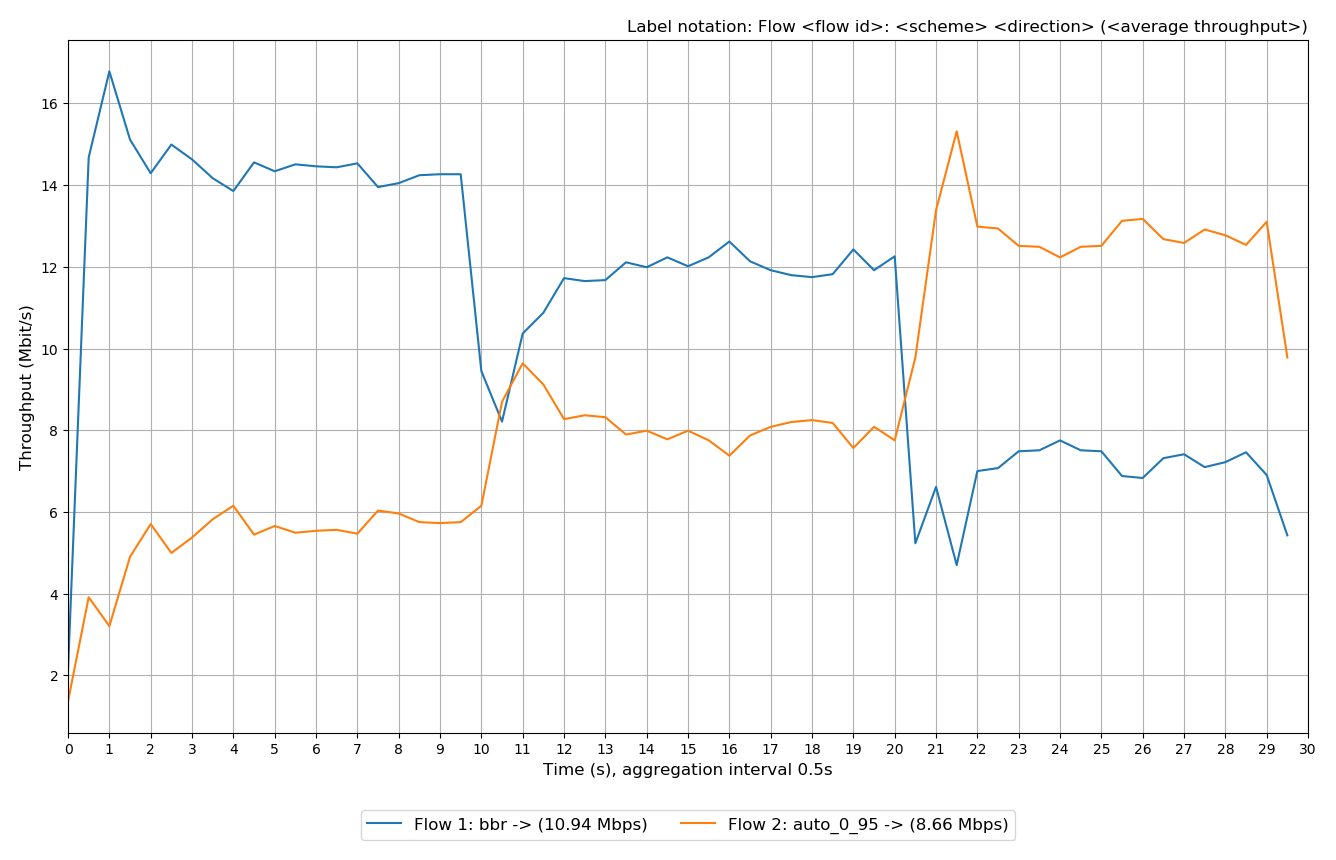 Label notation: Flow <flow id>: <scheme> <direction> (<average throughput>)
Throughput (Mbit/s)
16
14
12
10
8
6
4
2
0 1 2 3 4 5 6 7 8 9 10 11 12 13 14 15 16 17 18 19 20 21 22 23 24 25 26 27 28 29 30
Time (s), aggregation interval 0.5s
Flow 1: bbr -> (10.94 Mbps) Flow 2: auto_0_95 -> (8.66 Mbps)